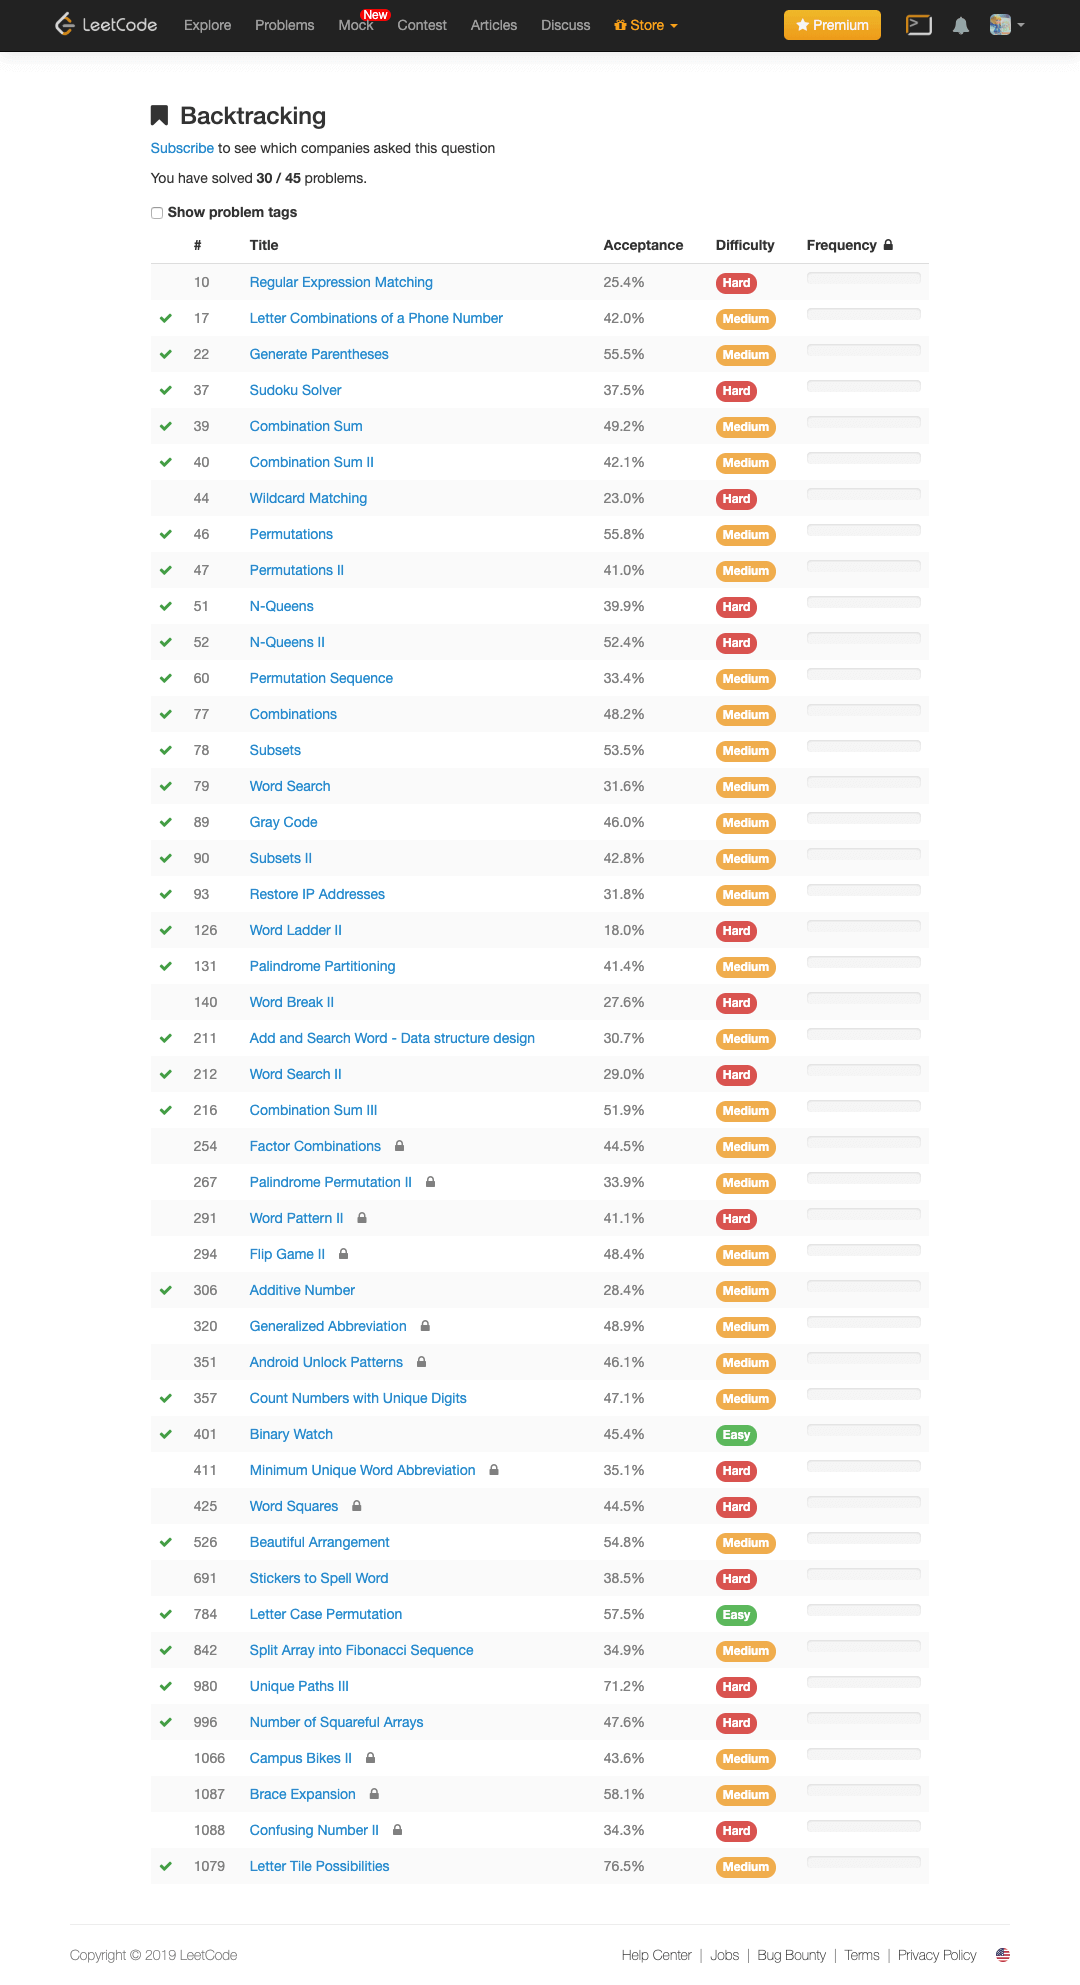 LeetCode Explore Problems Mock New Contest Articles Discuss Store Premium
Backtracking
Subscribe to see which companies asked this question
You have solved 30 / 45 problems.
Show problem tags
# Title Acceptance Difficulty Frequency
10 Regular Expression Matching 25.4% Hard
17 Letter Combinations of a Phone Number 42.0% Medium
22 Generate Parentheses 55.5% Medium
37 Sudoku Solver 37.5% Hard
39 Combination Sum 49.2% Medium
40 Combination Sum II 42.1% Medium
44 Wildcard Matching 23.0% Hard
46 Permutations 55.8% Medium
47 Permutations II 41.0% Medium
51 N-Queens 39.9% Hard
52 N-Queens II 52.4% Hard
60 Permutation Sequence 33.4% Medium
77 Combinations 48.2% Medium
78 Subsets 53.5% Medium
79 Word Search 31.6% Medium
89 Gray Code 46.0% Medium
90 Subsets II 42.8% Medium
93 Restore IP Addresses 31.8% Medium
126 Word Ladder II 18.0% Hard
131 Palindrome Partitioning 41.4% Medium
140 Word Break II 27.6% Hard
211 Add and Search Word - Data structure design 30.7% Medium
212 Word Search II 29.0% Hard
216 Combination Sum III 51.9% Medium
254 Factor Combinations 44.5% Medium
267 Palindrome Permutation II 33.9% Medium
291 Word Pattern II 41.1% Hard
294 Flip Game II 48.4% Medium
306 Additive Number 28.4% Medium
320 Generalized Abbreviation 48.9% Medium
351 Android Unlock Patterns 46.1% Medium
357 Count Numbers with Unique Digits 47.1% Medium
401 Binary Watch 45.4% Easy
411 Minimum Unique Word Abbreviation 35.1% Hard
425 Word Squares 44.5% Hard
526 Beautiful Arrangement 54.8% Medium
691 Stickers to Spell Word 38.5% Hard
784 Letter Case Permutation 57.5% Easy
842 Split Array into Fibonacci Sequence 34.9% Medium
980 Unique Paths III 71.2% Hard
996 Number of Squareful Arrays 47.6% Hard
1066 Campus Bikes II 43.6% Medium
1087 Brace Expansion 58.1% Medium
1088 Confusing Number II 34.3% Hard
1079 Letter Tile Possibilities 76.5% Medium
Copyright © 2019 LeetCode Help Center | Jobs | Bug Bounty | Terms | Privacy Policy